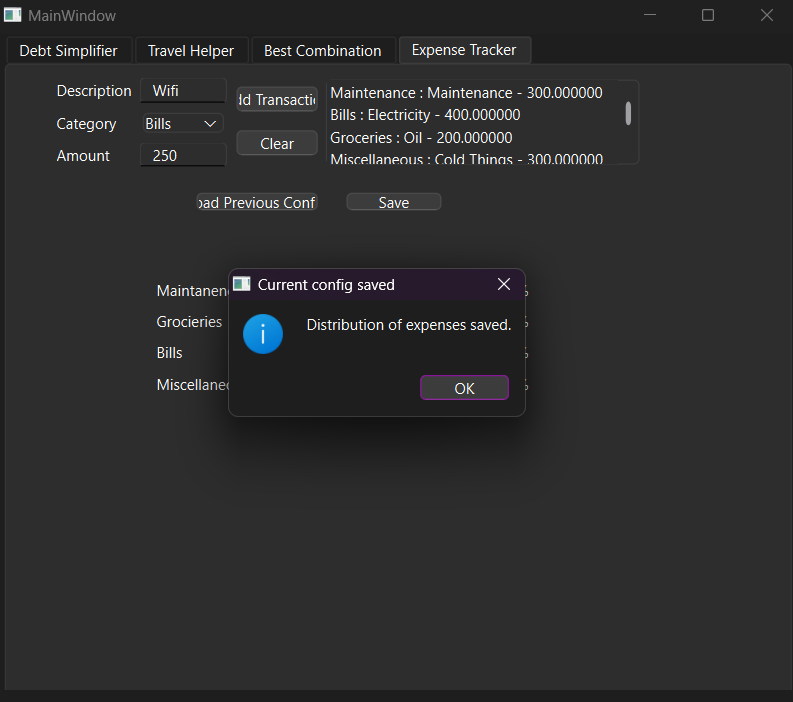 MainWindow
Debt Simplifier Travel Helper Best Combination Expense Tracker
Description Wifi
Category Bills
Amount 250
Id Transactio
Clear
Maintenance : Maintenance - 300.000000
Bills : Electricity - 400.000000
Groceries : Oil - 200.000000
Miscellaneous : Cold Things - 300.000000
oad Previous Conf Save
Current config saved
Distribution of expenses saved.
OK
Maintanen
Grocieries
Bills
Miscellane